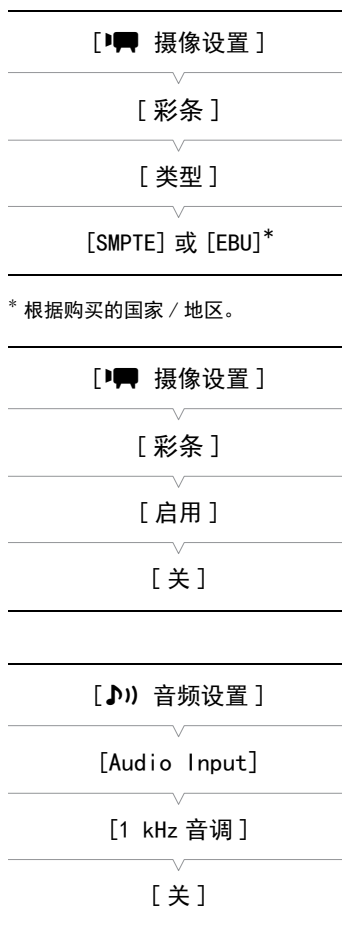 [ 摄像设置 ]
[ 彩条 ]
[ 类型 ]
[SMPTE] 或 [EBU]*
* 根据购买的国家 / 地区。
[ 摄像设置 ]
[ 彩条 ]
[ 启用 ]
[ 关 ]
[ 音频设置 ]
[Audio Input]
[1 kHz 音调 ]
[ 关 ]